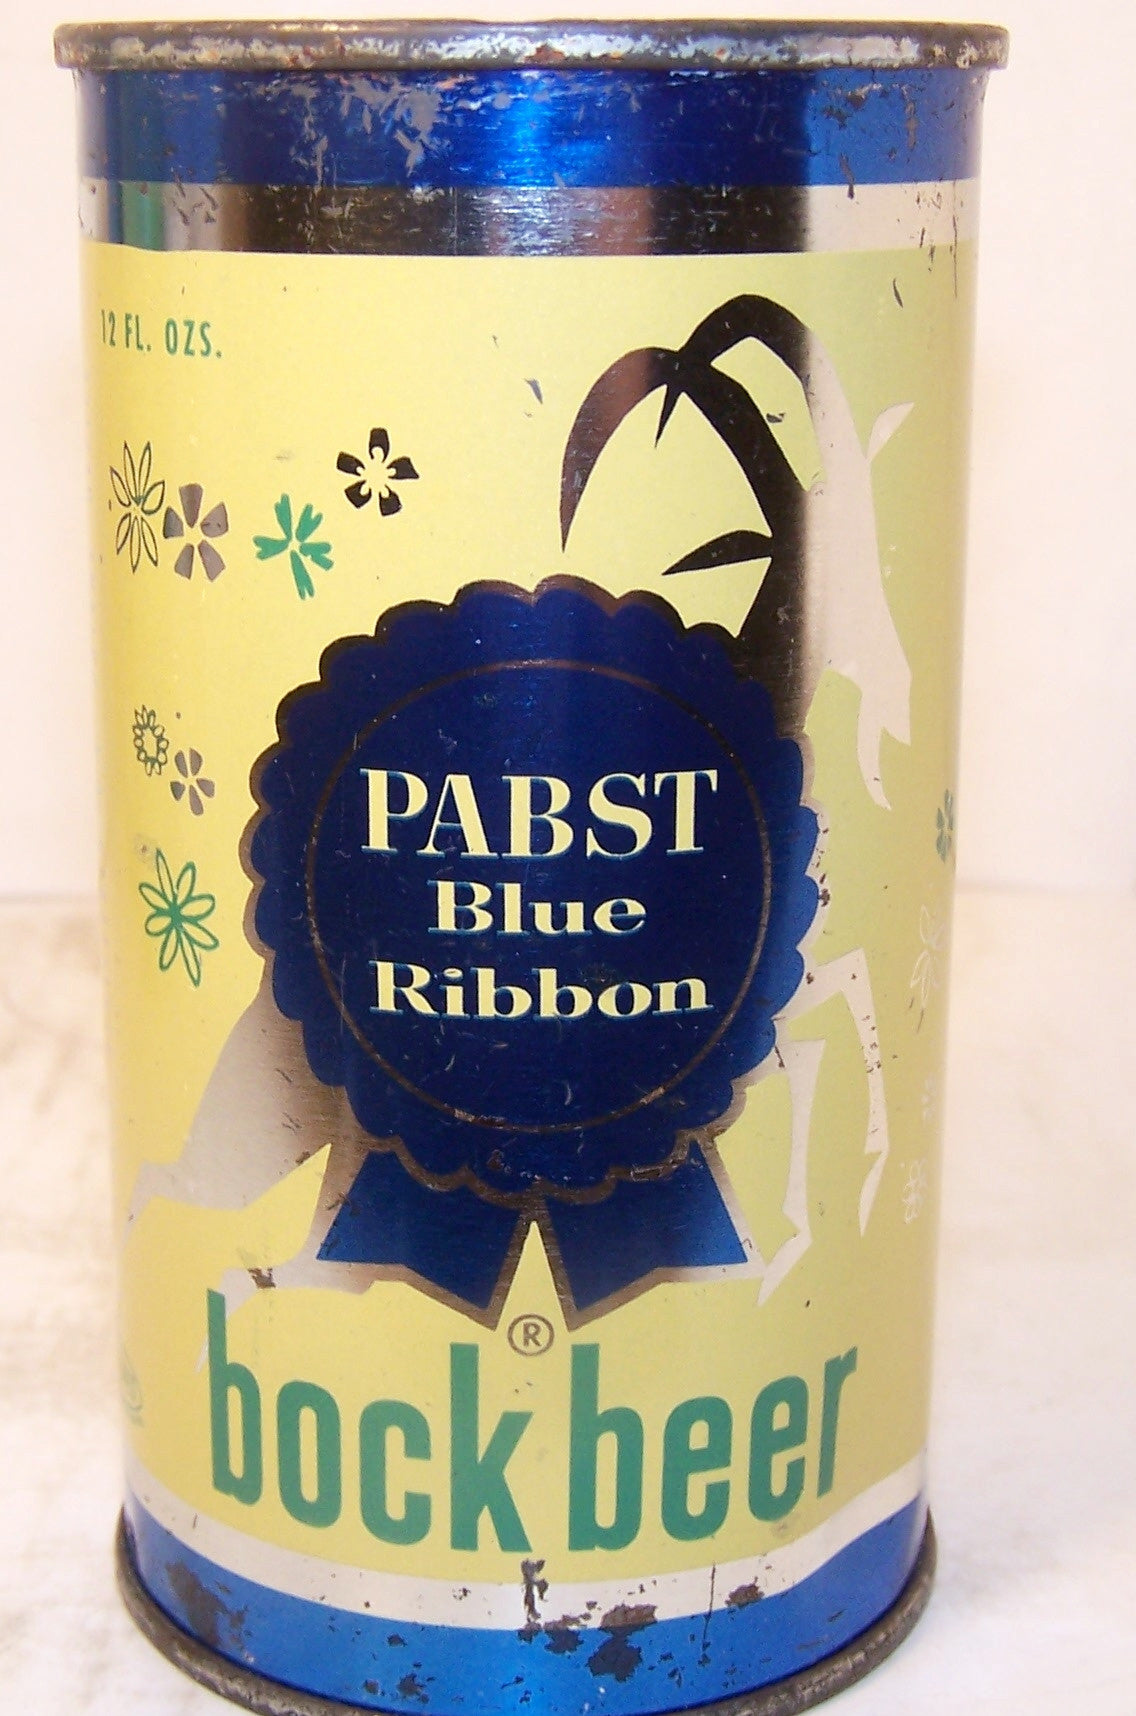 12 FL. OZS.
PABST
Blue
Ribbon
®
bock beer